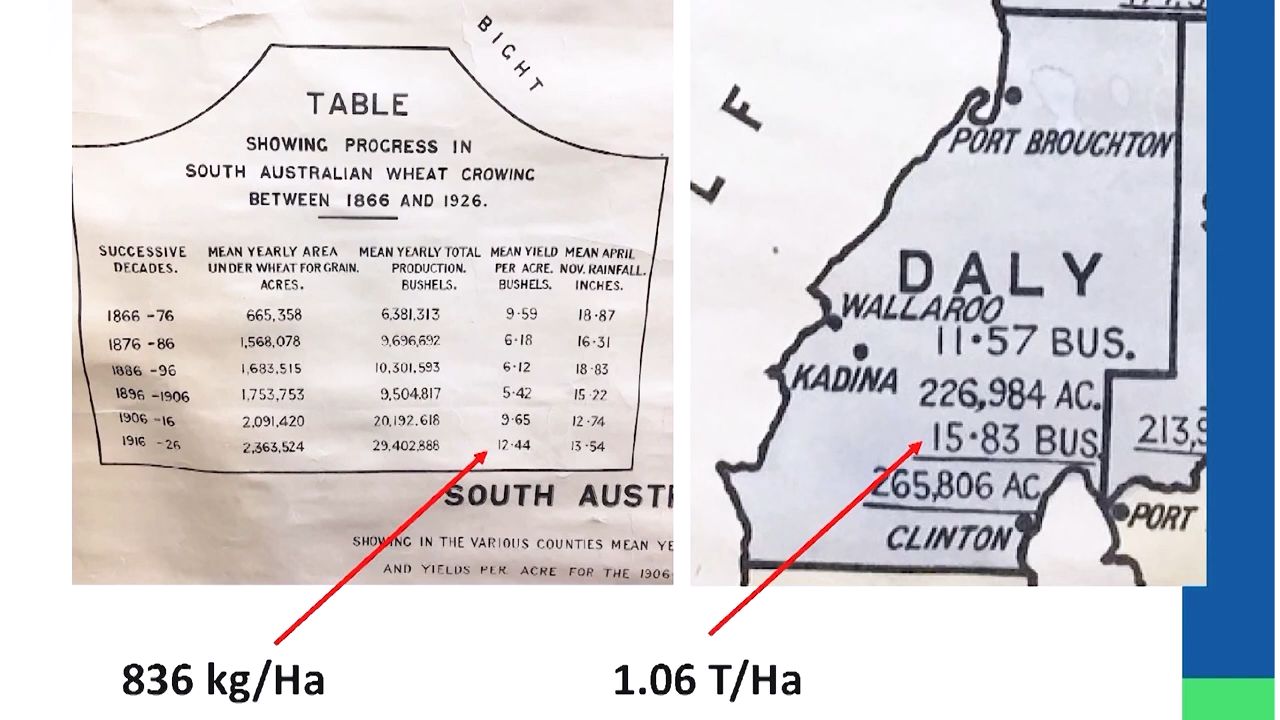 BIGHT
TABLE
SHOWING PROGRESS IN
SOUTH AUSTRALIAN WHEAT CROWING
BETWEEN 1866 AND 1926.
SUCCESSIVE DECADES. MEAN YEARLY AREA UNDER WHEAT FOR GRAIN. ACRES. MEAN YEARLY TOTAL PRODUCTION. BUSHELS. MEAN YIELD PER ACRE. BUSHELS. MEAN APRIL NOV. RAINFALL. INCHES.
1866 -76 665,358 6,381,313 9·59 18·87
1876 -86 1,568,078 9,696,692 6·18 16·31
1886 -96 1,683,515 10,301,593 6·12 18·83
1896 -1906 1,753,753 9,504,817 5·42 15·22
1906 -16 2,091,420 20,192,618 9·65 12·74
1916 -26 2,363,524 29,402,888 12·44 13·54
SOUTH AUST
SHOWING IN THE VARIOUS COUNTIES MEAN YE
AND YIELDS PER. ACRE FOR THE 1906
L F
PORT BROUCHTON
DALY
WALLAROO
11·57 BUS.
KADINA
226,984 AC.
15·83 BUS
213,9
265,806 AC
PORT
CLINTON
836 kg/Ha
1.06 T/Ha